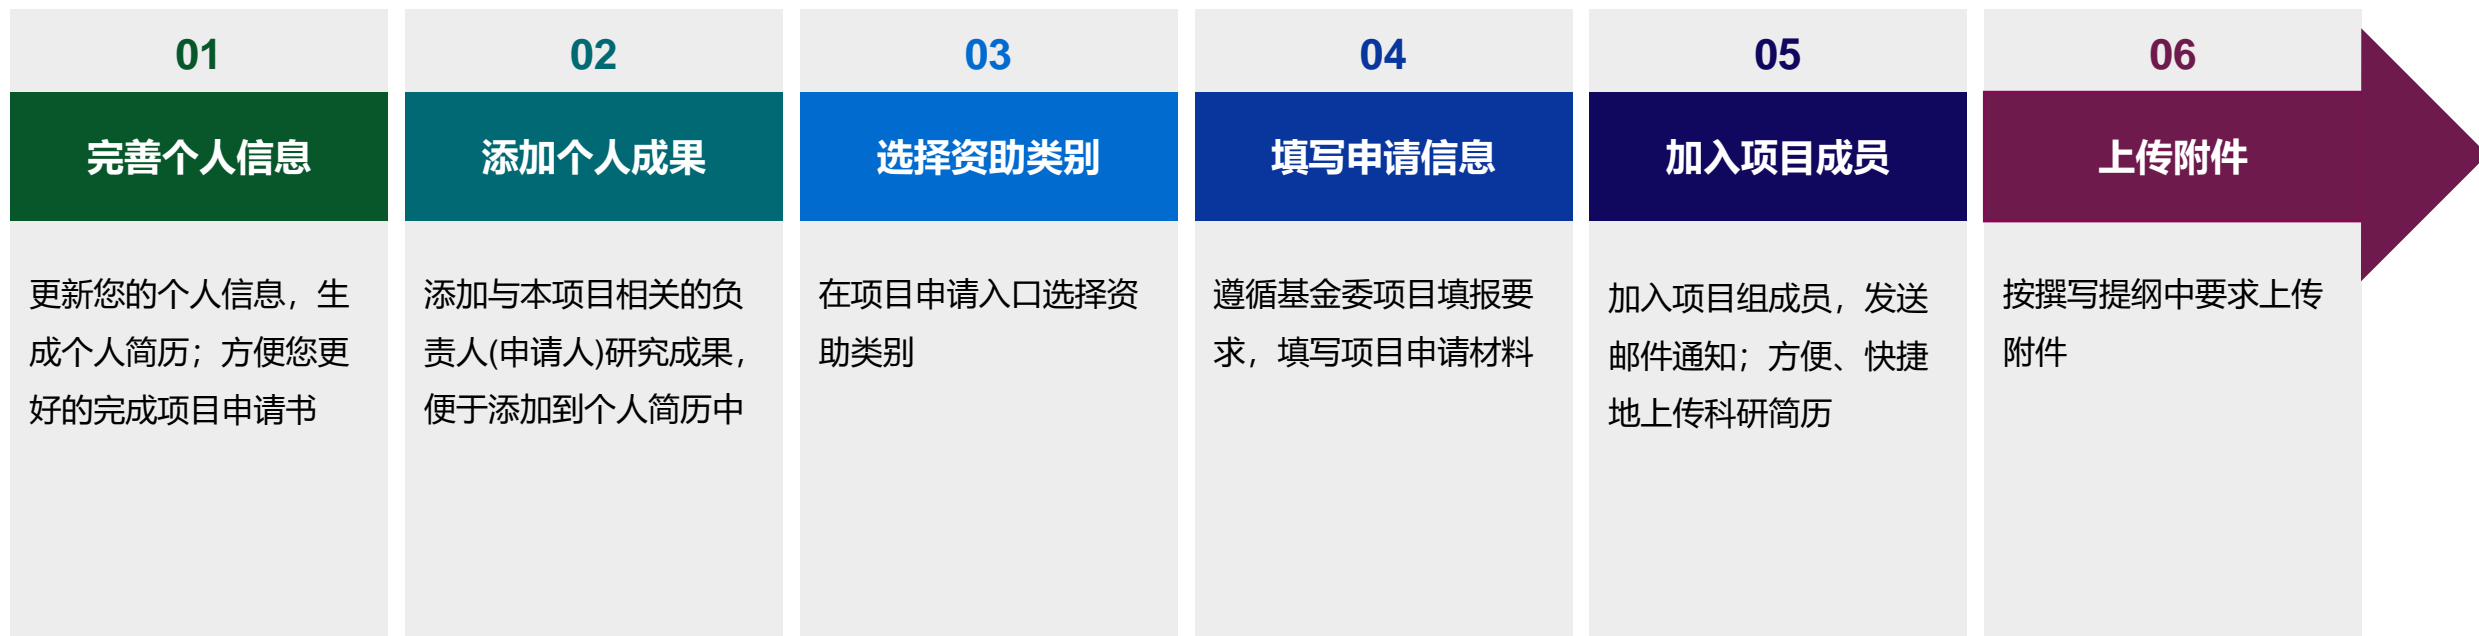 01
完善个人信息
更新您的个人信息，生
成个人简历；方便您更
好的完成项目申请书
02
添加个人成果
添加与本项目相关的负
责人(申请人)研究成果，
便于添加到个人简历中
03
选择资助类别
在项目申请入口选择资
助类别
04
填写申请信息
遵循基金委项目填报要
求，填写项目申请材料
05
加入项目成员
加入项目组成员，发送
邮件通知；方便、快捷
地上传科研简历
06
上传附件
按撰写提纲中要求上传
附件